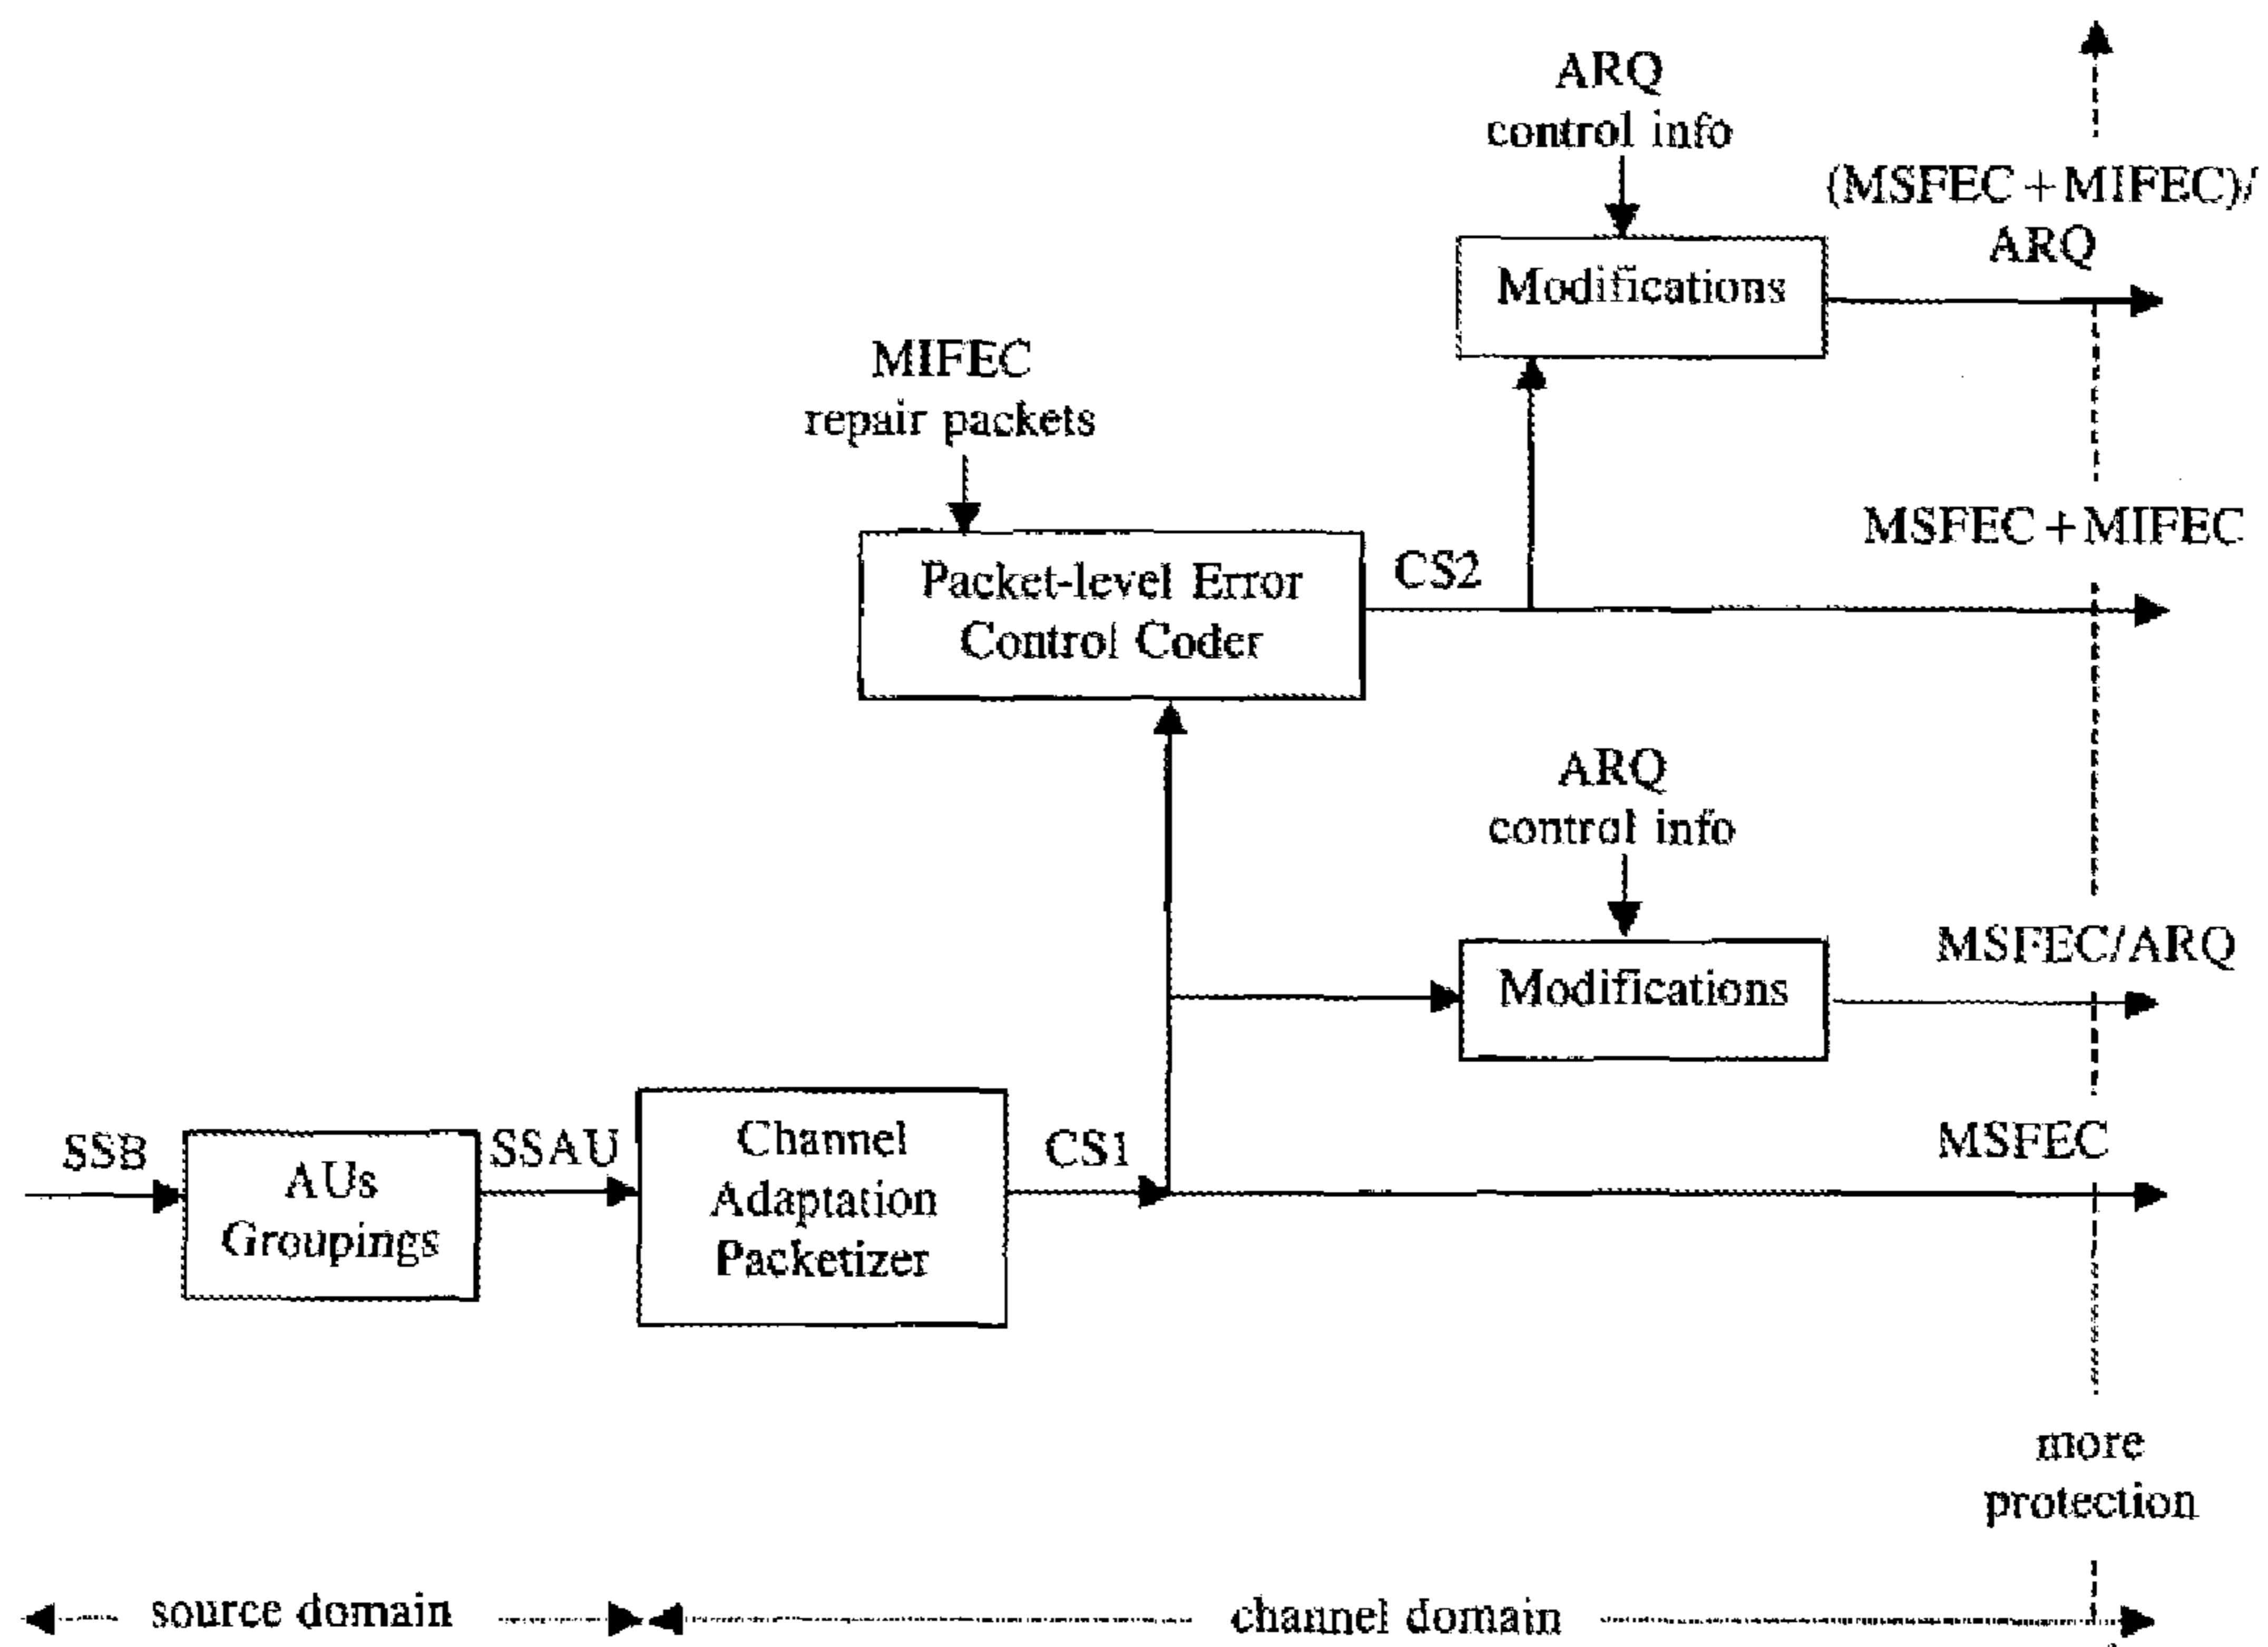 ARQ
control info
(MSFEC+MIFEC)/
ARQ
Modifications
MIFEC
repair packets
MSFEC+MIFEC
Packet-level Error
Control Coder
CS2
ARQ
control info
MSFEC/ARQ
Modifications
SSB
AUs
Groupings
SSAU
Channel
Adaptation
Packetizer
CS1
MSFEC
more
protection
source domain
channel domain